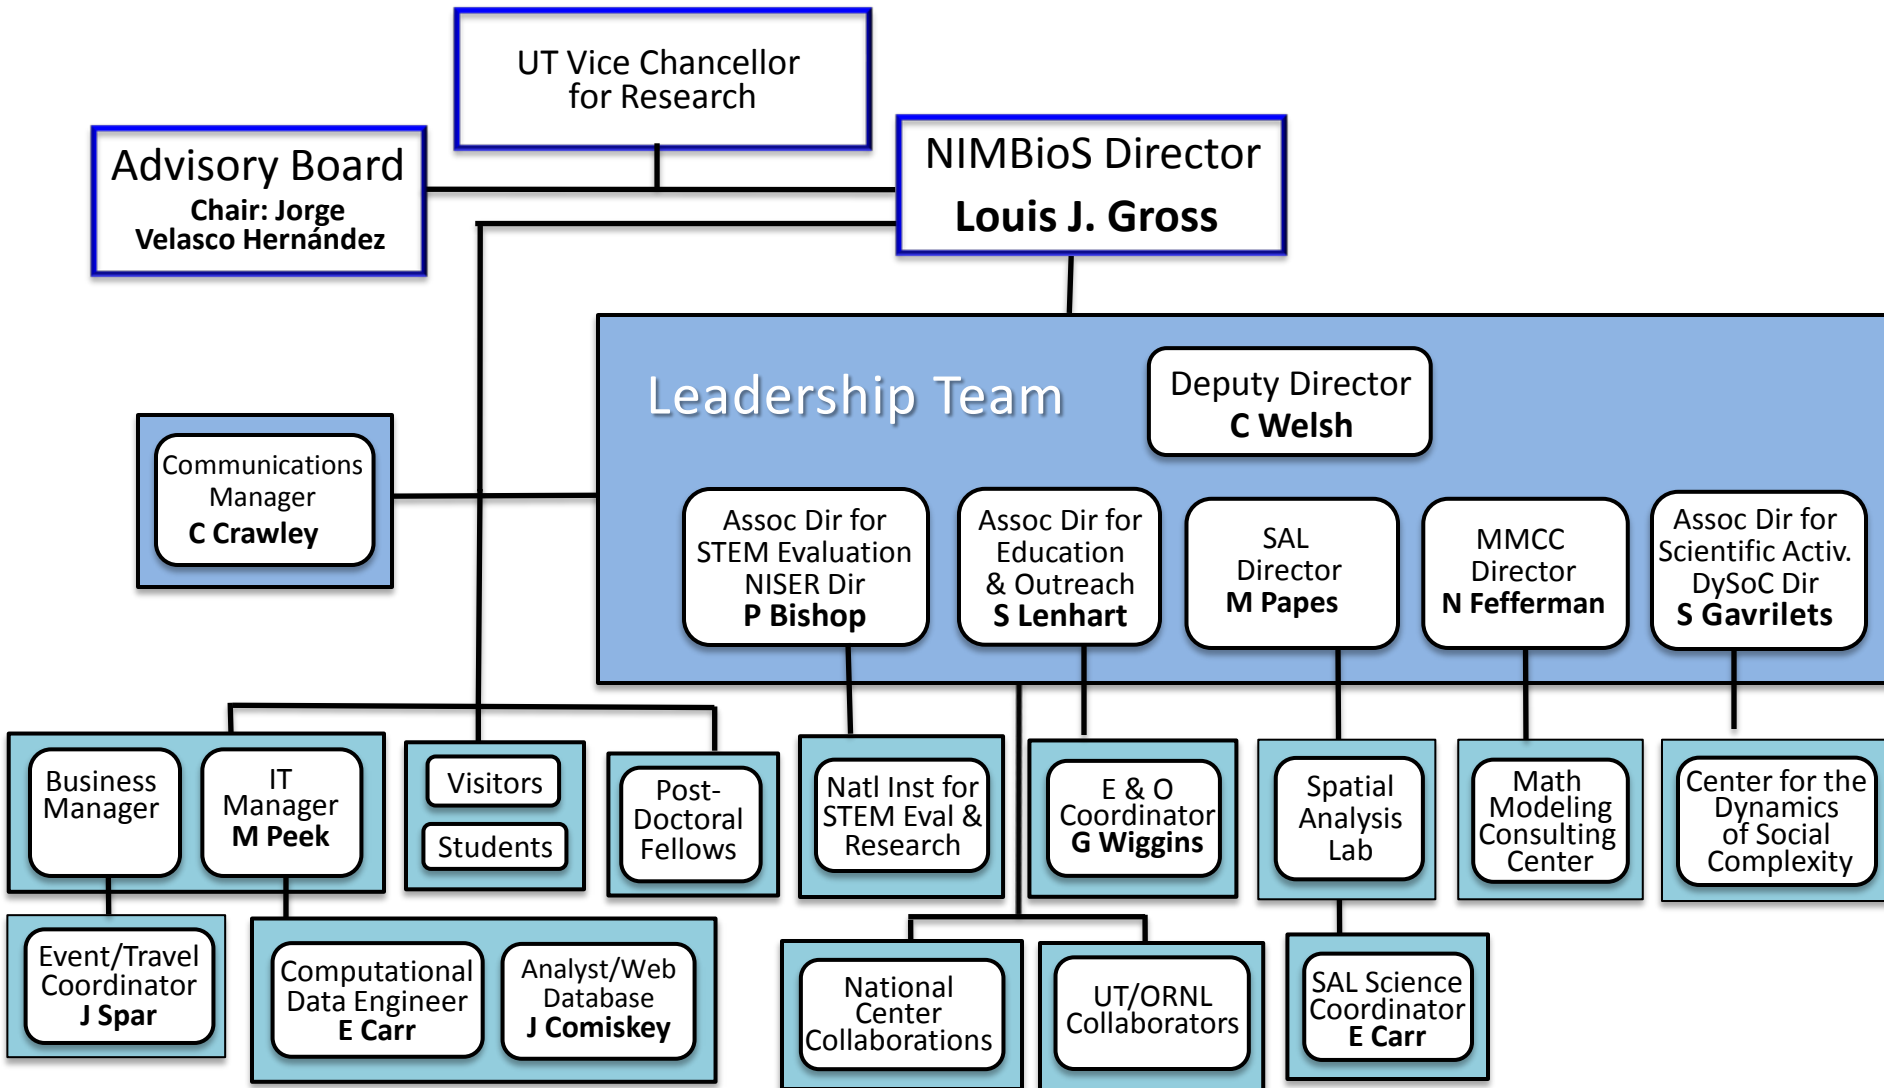 UT Vice Chancellor
for Research
Advisory Board
Chair: Jorge
Velasco Hernández
NIMBioS Director
Louis J. Gross
Leadership Team
Deputy Director
C Welsh
Communications
Manager
C Crawley
Assoc Dir for
STEM Evaluation
NISER Dir
P Bishop
Assoc Dir for
Education
& Outreach
S Lenhart
SAL
Director
M Papes
MMCC
Director
N Fefferman
Assoc Dir for
Scientific Activ.
DySoC Dir
S Gavrilets
Business
Manager
IT
Manager
M Peek
Visitors
Students
Post-
Doctoral
Fellows
Natl Inst for
STEM Eval &
Research
E & O
Coordinator
G Wiggins
Spatial
Analysis
Lab
Math
Modeling
Consulting
Center
Center for the
Dynamics
of Social
Complexity
Event/Travel
Coordinator
J Spar
Computational
Data Engineer
E Carr
Analyst/Web
Database
J Comiskey
National
Center
Collaborations
UT/ORNL
Collaborators
SAL Science
Coordinator
E Carr